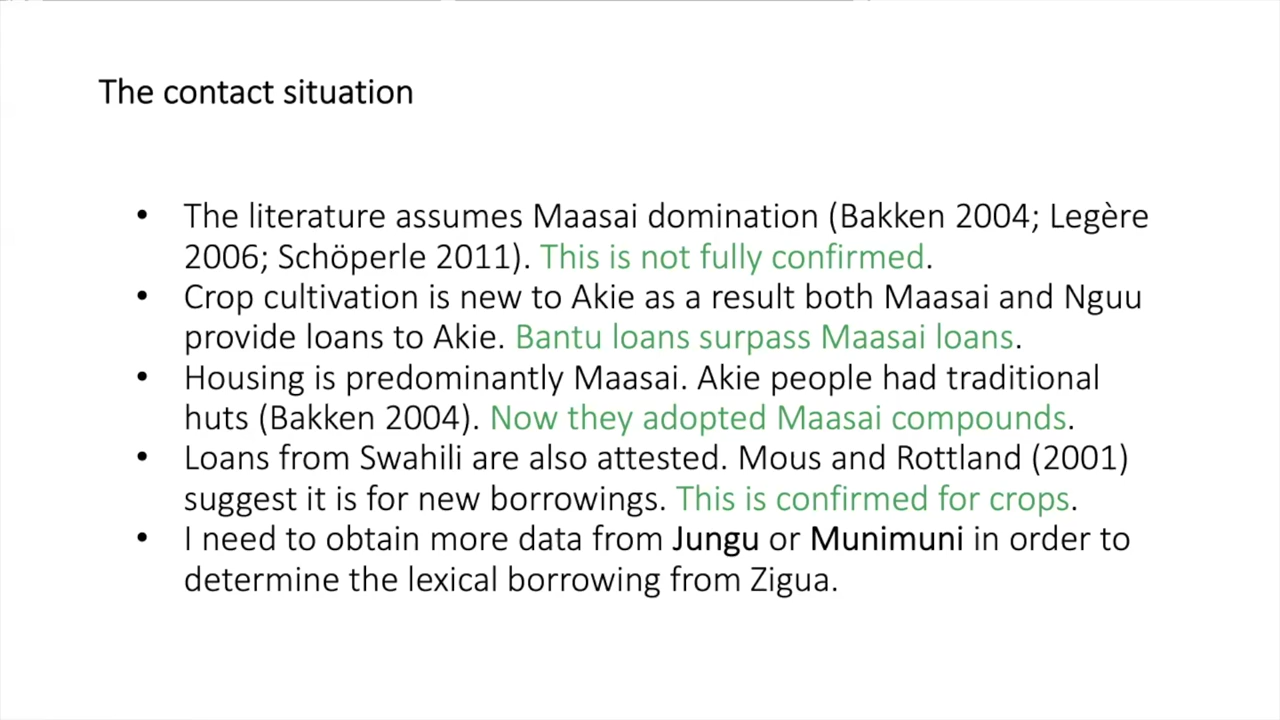 The contact situation
• The literature assumes Maasai domination (Bakken 2004; Legère
2006; Schöperle 2011). This is not fully confirmed.
• Crop cultivation is new to Akie as a result both Maasai and Nguu
provide loans to Akie. Bantu loans surpass Maasai loans.
• Housing is predominantly Maasai. Akie people had traditional
huts (Bakken 2004). Now they adopted Maasai compounds.
• Loans from Swahili are also attested. Mous and Rottland (2001)
suggest it is for new borrowings. This is confirmed for crops.
• I need to obtain more data from Jungu or Munimuni in order to
determine the lexical borrowing from Zigua.